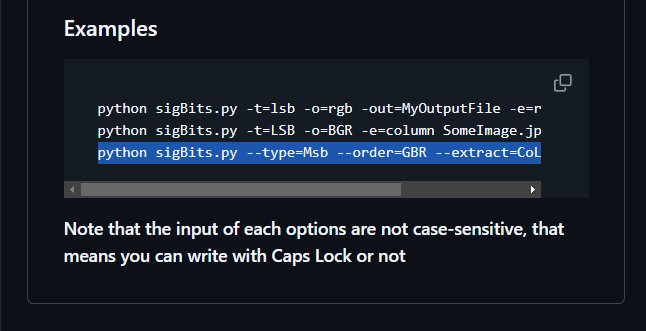 Examples
python sigBits.py -t=lsb -o=rgb -out=MyOutputFile -e=r
python sigBits.py -t=LSB -o=BGR -e=column SomeImage.jp
python sigBits.py --type=Msb --order=GBR --extract=CoL
Note that the input of each options are not case-sensitive, that
means you can write with Caps Lock or not